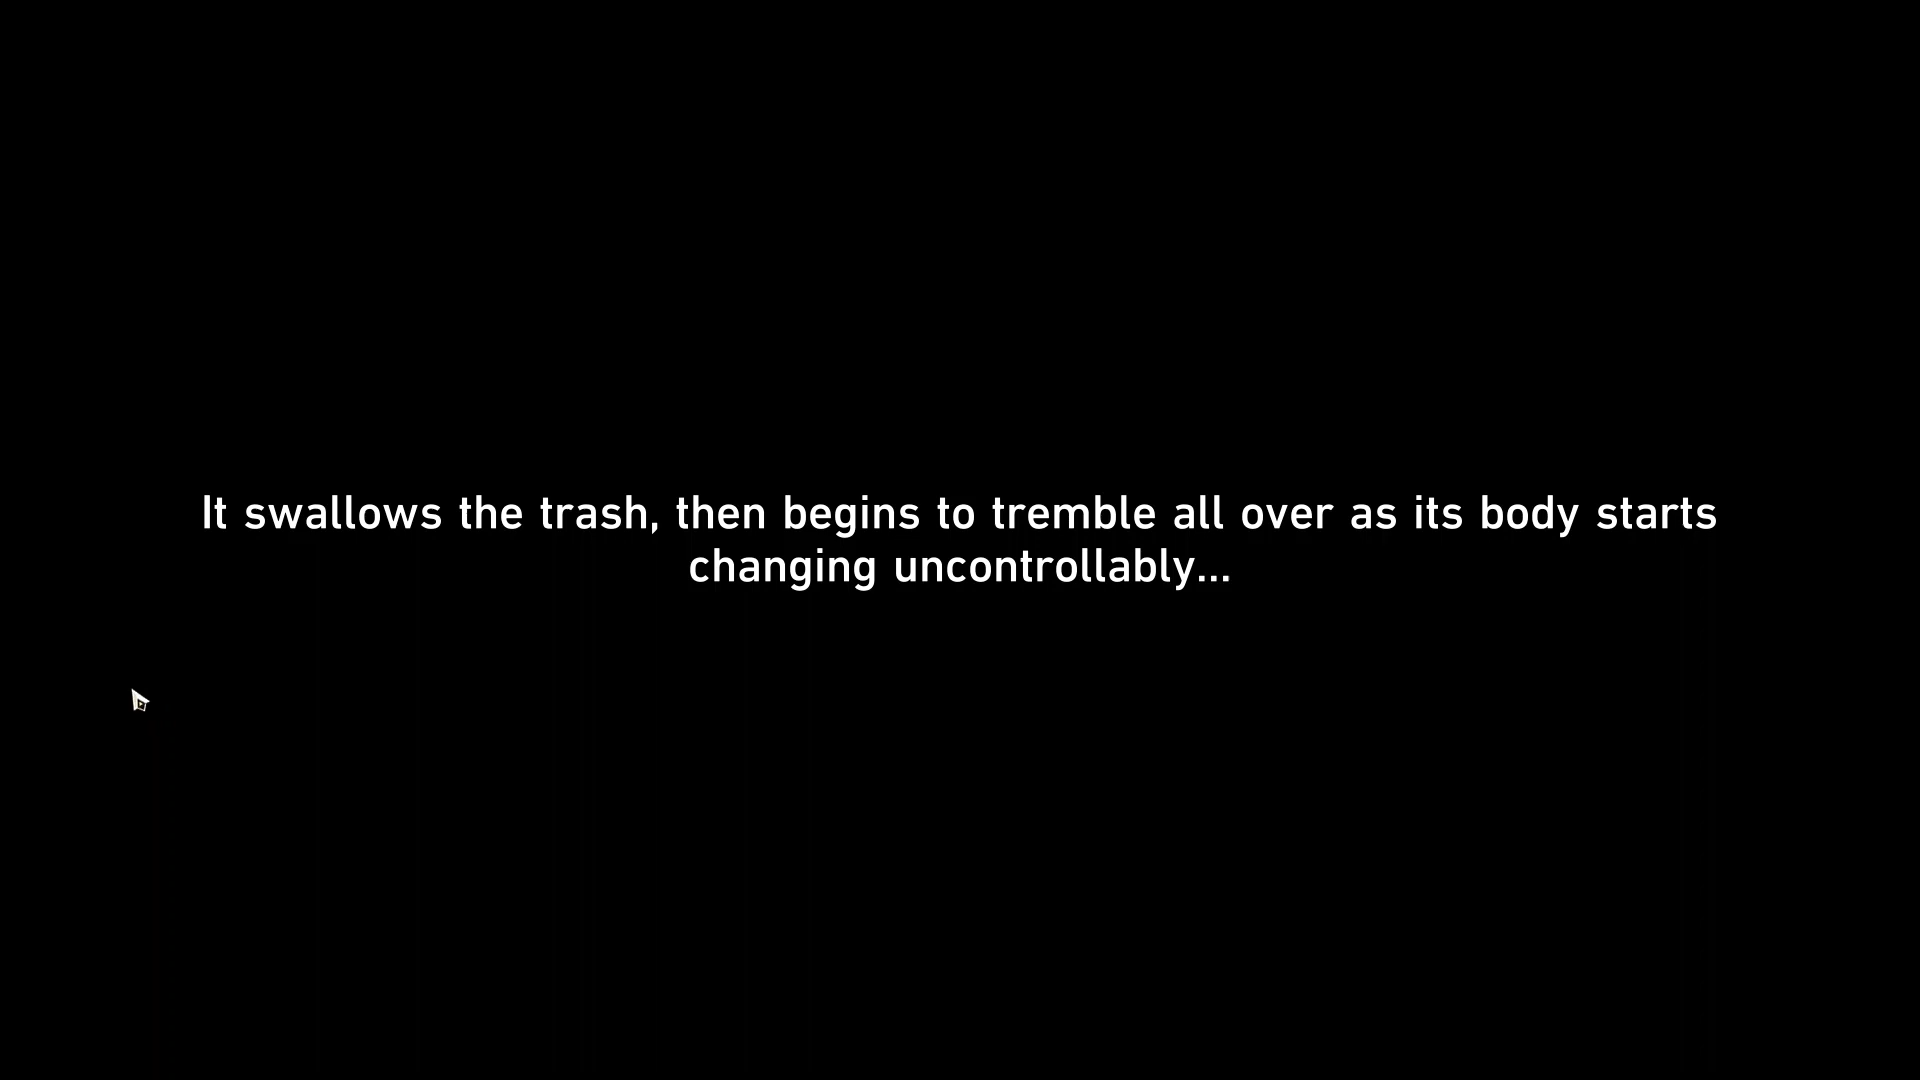 It swallows the trash, then begins to tremble all over as its body starts
changing uncontrollably...